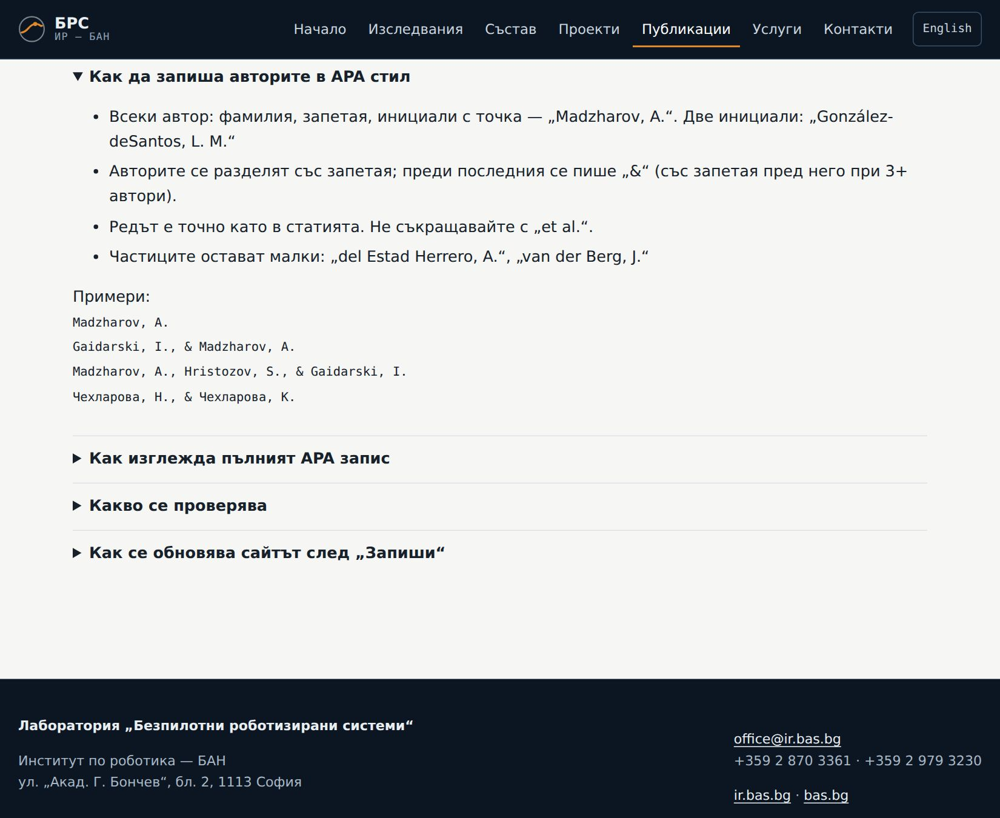 БРС
ИР — БАН
Начало
Изследвания
Състав
Проекти
Публикации
Услуги
Контакти
English
Как да запиша авторите в APA стил
Всеки автор: фамилия, запетая, инициали с точка — „Madzharov, A.“. Две инициали: „González-
deSantos, L. M.“
Авторите се разделят със запетая; преди последния се пише „&“ (със запетая пред него при 3+
автори).
Редът е точно като в статията. Не съкращавайте с „et al.“.
Частиците остават малки: „del Estad Herrero, A.“, „van der Berg, J.“
Примери:
Madzharov, A.
Gaidarski, I., & Madzharov, A.
Madzharov, A., Hristozov, S., & Gaidarski, I.
Чехларова, Н., & Чехларова, К.
Как изглежда пълният APA запис
Какво се проверява
Как се обновява сайтът след „Запиши“
Лаборатория „Безпилотни роботизирани системи“
Институт по роботика — БАН
ул. „Акад. Г. Бончев“, бл. 2, 1113 София
office@ir.bas.bg
+359 2 870 3361 · +359 2 979 3230
ir.bas.bg · bas.bg